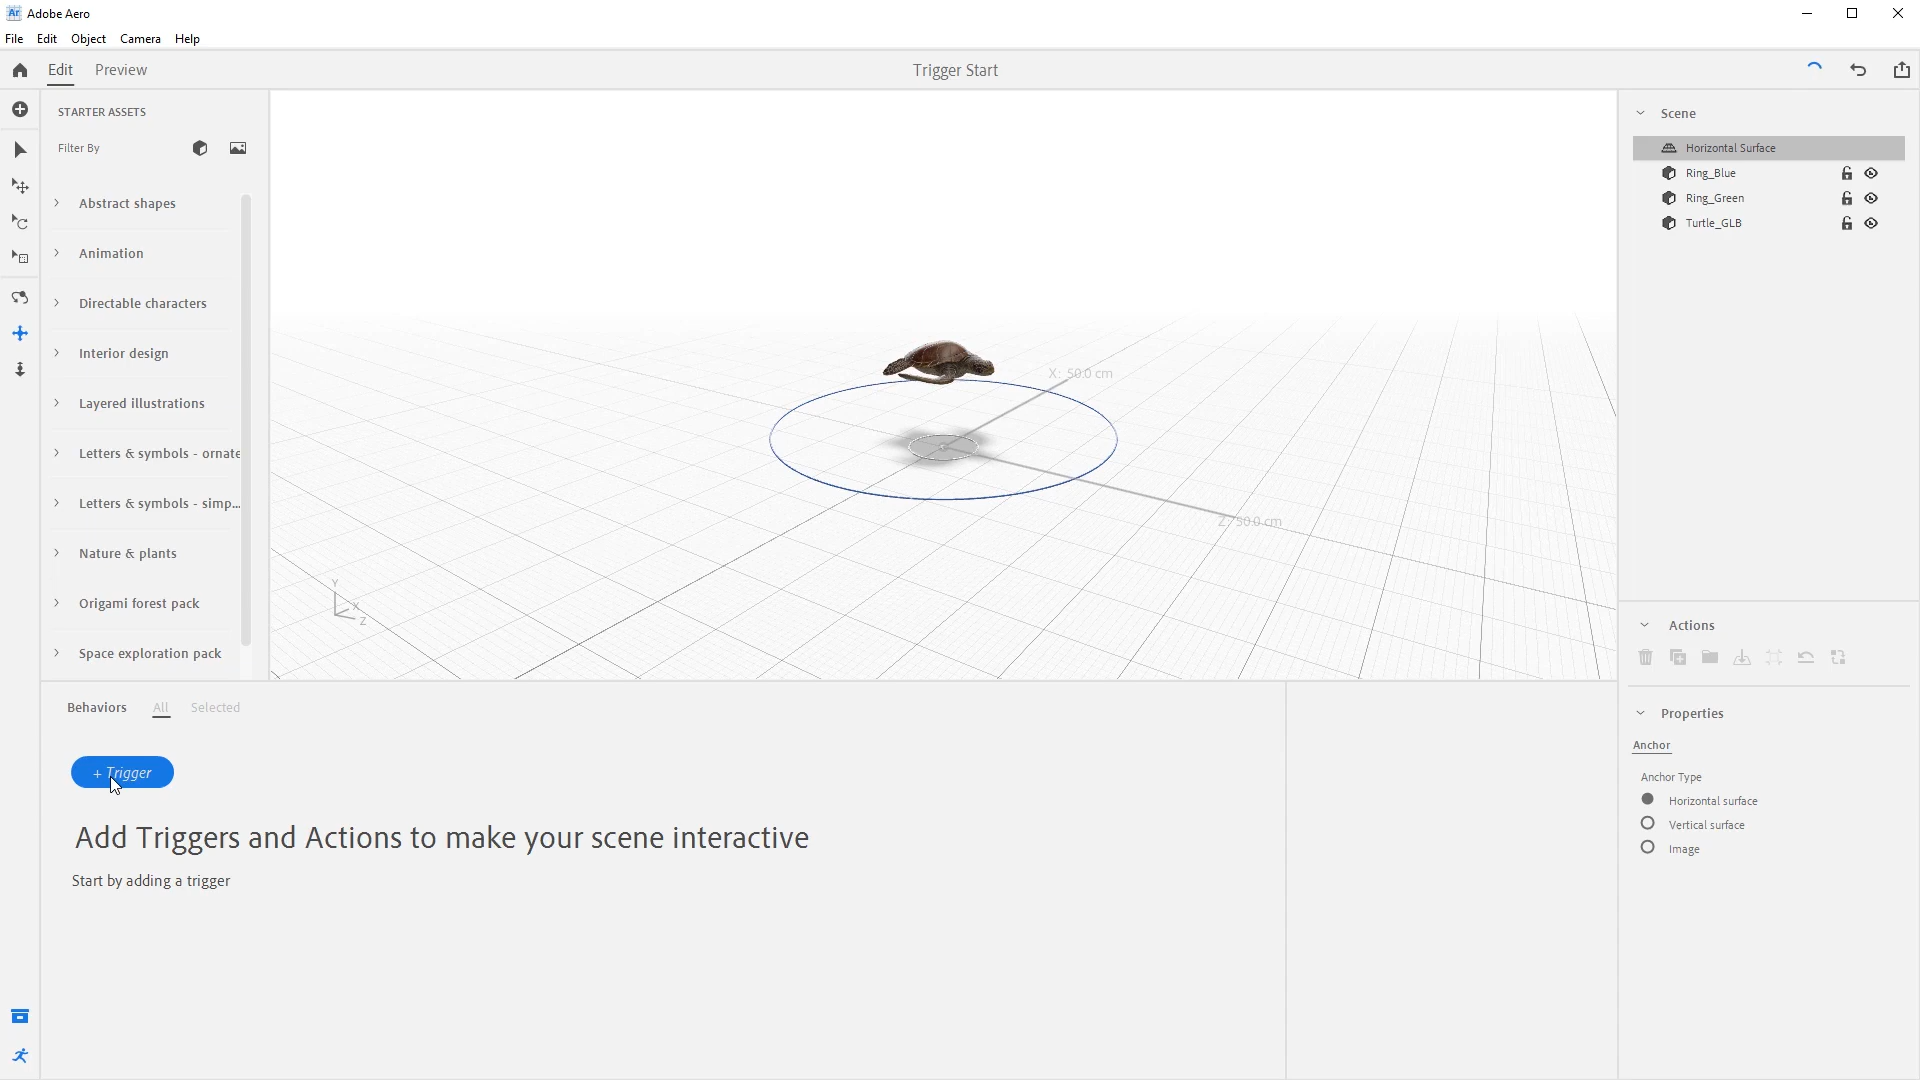 Ar Adobe Aero
File Edit Object Camera Help
Edit Preview
Trigger Start
STARTER ASSETS
Filter By
Abstract shapes
Animation
Directable characters
Interior design
Layered illustrations
Letters & symbols - ornate
Letters & symbols - simp...
Nature & plants
Origami forest pack
Space exploration pack
X: 50.0 cm
Z: 50.0 cm
Y
X
Z
Scene
Horizontal Surface
Ring_Blue
Ring_Green
Turtle_GLB
Actions
Properties
Anchor
Anchor Type
Horizontal surface
Vertical surface
Image
Behaviors All Selected
+ Trigger
Add Triggers and Actions to make your scene interactive
Start by adding a trigger